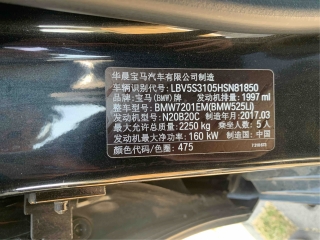 华晨宝马汽车有限公司制造
车辆识别代号: LBV5S3105HSN81850
品牌: 宝马(BMW)牌 发动机排量: 1997 ml
整车型号: BMW7201EM(BMW525Li)
发动机型号: N20B20C 制造年月: 2017.03
最大允许总质量: 2250 kg 乘坐人数: 5 人
发动机最大净功率: 160 kW 制造国: 中国
颜色代码/色圈: 475